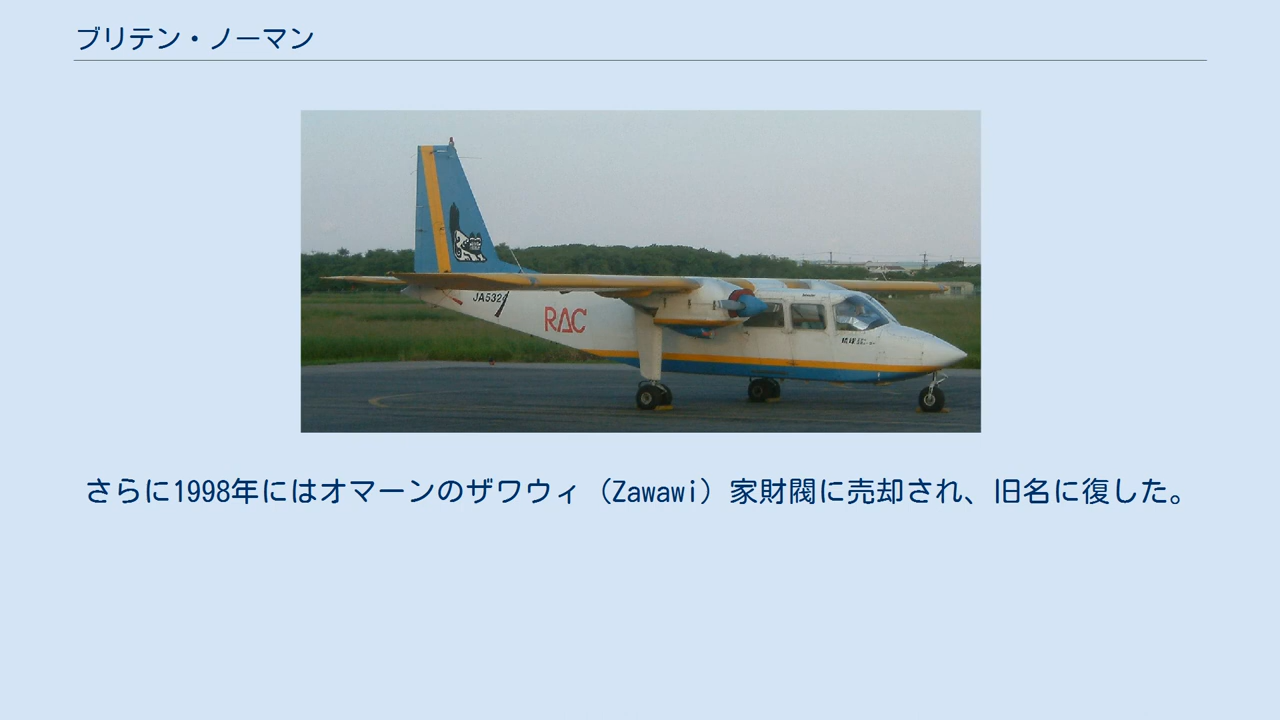 ブリテン・ノーマン
JA5324
RAC
さらに1998年にはオマーンのザワウィ（Zawawi）家財閥に売却され、旧名に復した。